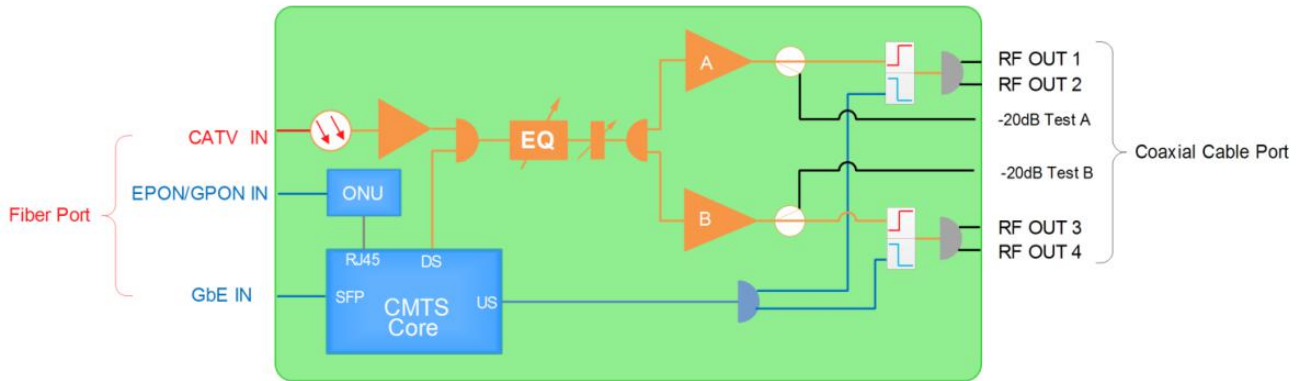 CATV IN
EPON/GPON IN
Fiber Port
GbE IN
ONU
RJ45
DS
SFP
US
CMTS
Core
EQ
A
B
RF OUT 1
RF OUT 2
-20dB Test A
-20dB Test B
RF OUT 3
RF OUT 4
Coaxial Cable Port